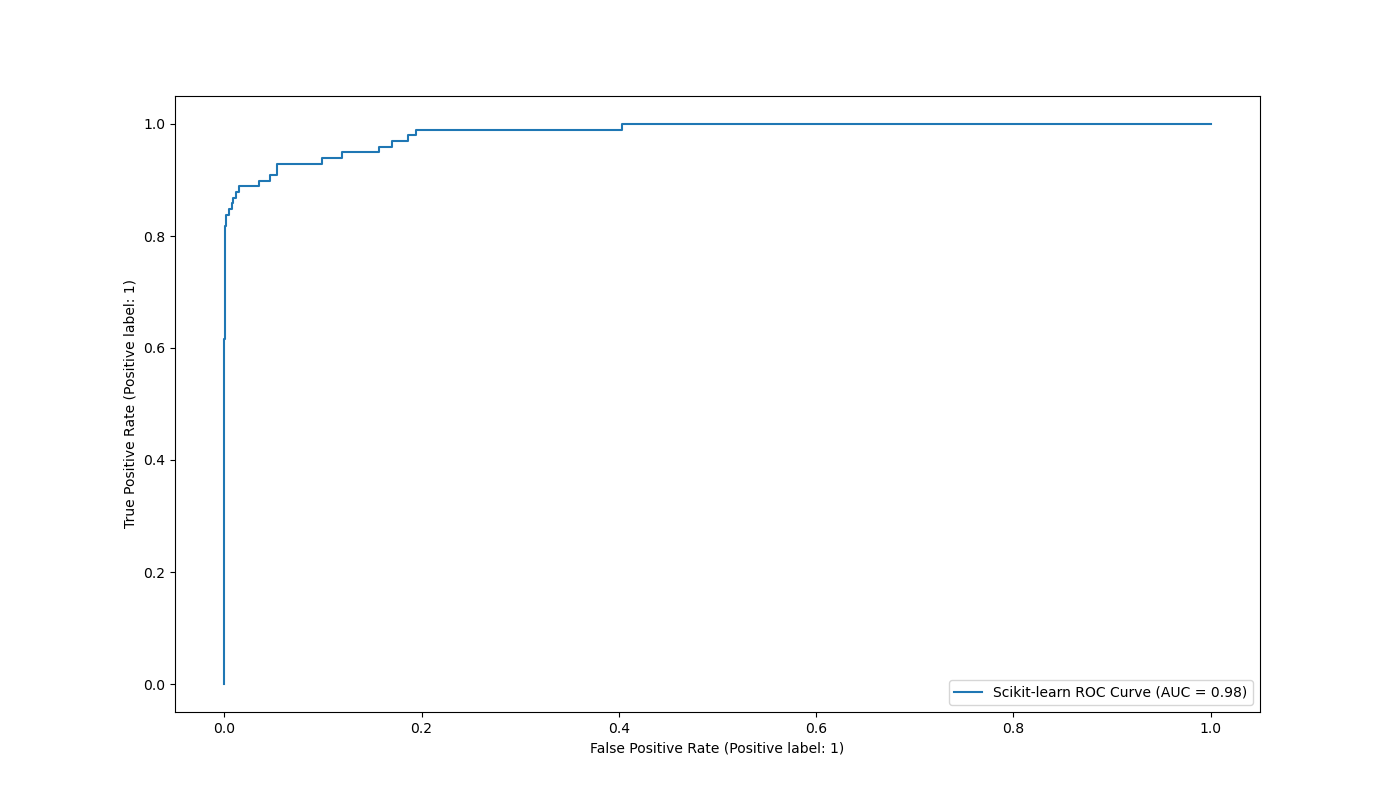 1.0
0.8
0.6
0.4
0.2
0.0
True Positive Rate (Positive label: 1)
Scikit-learn ROC Curve (AUC = 0.98)
0.0 0.2 0.4 0.6 0.8 1.0
False Positive Rate (Positive label: 1)